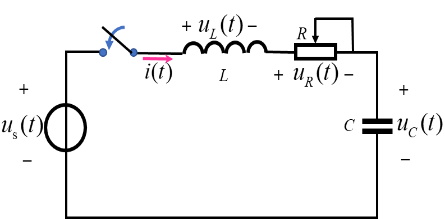 + u_L(t) −
R
i(t)
L
+ u_R(t) −
+
u_s(t)
−
+
C
u_C(t)
−